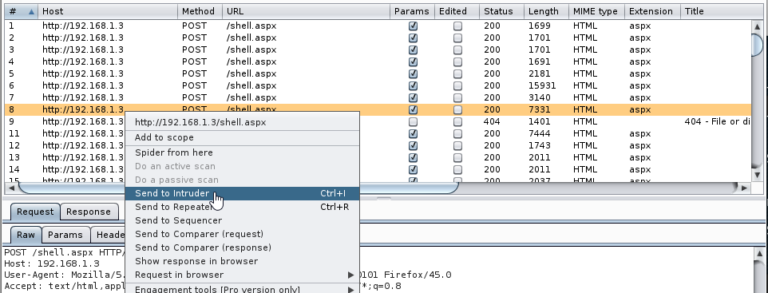 # Host Method URL Params Edited Status Length MIME type Extension Title
1 http://192.168.1.3 POST /shell.aspx 200 1699 HTML aspx
2 http://192.168.1.3 POST /shell.aspx 200 1701 HTML aspx
3 http://192.168.1.3 POST /shell.aspx 200 1701 HTML aspx
4 http://192.168.1.3 POST /shell.aspx 200 1691 HTML aspx
5 http://192.168.1.3 POST /shell.aspx 200 2181 HTML aspx
6 http://192.168.1.3 POST /shell.aspx 200 15931 HTML aspx
7 http://192.168.1.3 POST /shell.aspx 200 3140 HTML aspx
8 http://192.168.1.3 POST /shell.aspx 200 7331 HTML aspx
9 http://192.168.1.3 404 1401 HTML 404 - File or di
11 http://192.168.1.3 200 7444 HTML aspx
12 http://192.168.1.3 200 1743 HTML aspx
13 http://192.168.1.3 200 2011 HTML aspx
14 http://192.168.1.3 200 2011 HTML aspx
15 http://192.168.1.3 200 2037 HTML aspx
http://192.168.1.3/shell.aspx
Add to scope
Spider from here
Do an active scan
Do a passive scan
Send to Intruder Ctrl+I
Send to Repeater Ctrl+R
Send to Sequencer
Send to Comparer (request)
Send to Comparer (response)
Show response in browser
Request in browser
Engagement tools [Pro version only]
Request Response
Raw Params Heade
POST /shell.aspx HTTP/
Host: 192.168.1.3
User-Agent: Mozilla/5. 0101 Firefox/45.0
Accept: text/html,appl *;q=0.8